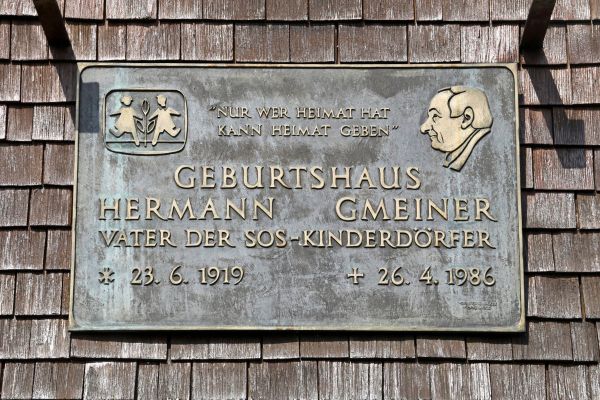 "NUR WER HEIMAT HAT
KANN HEIMAT GEBEN"
GEBURTSHAUS
HERMANN GMEINER
VATER DER SOS-KINDERDÖRFER
* 23. 6. 1919 + 26. 4. 1986